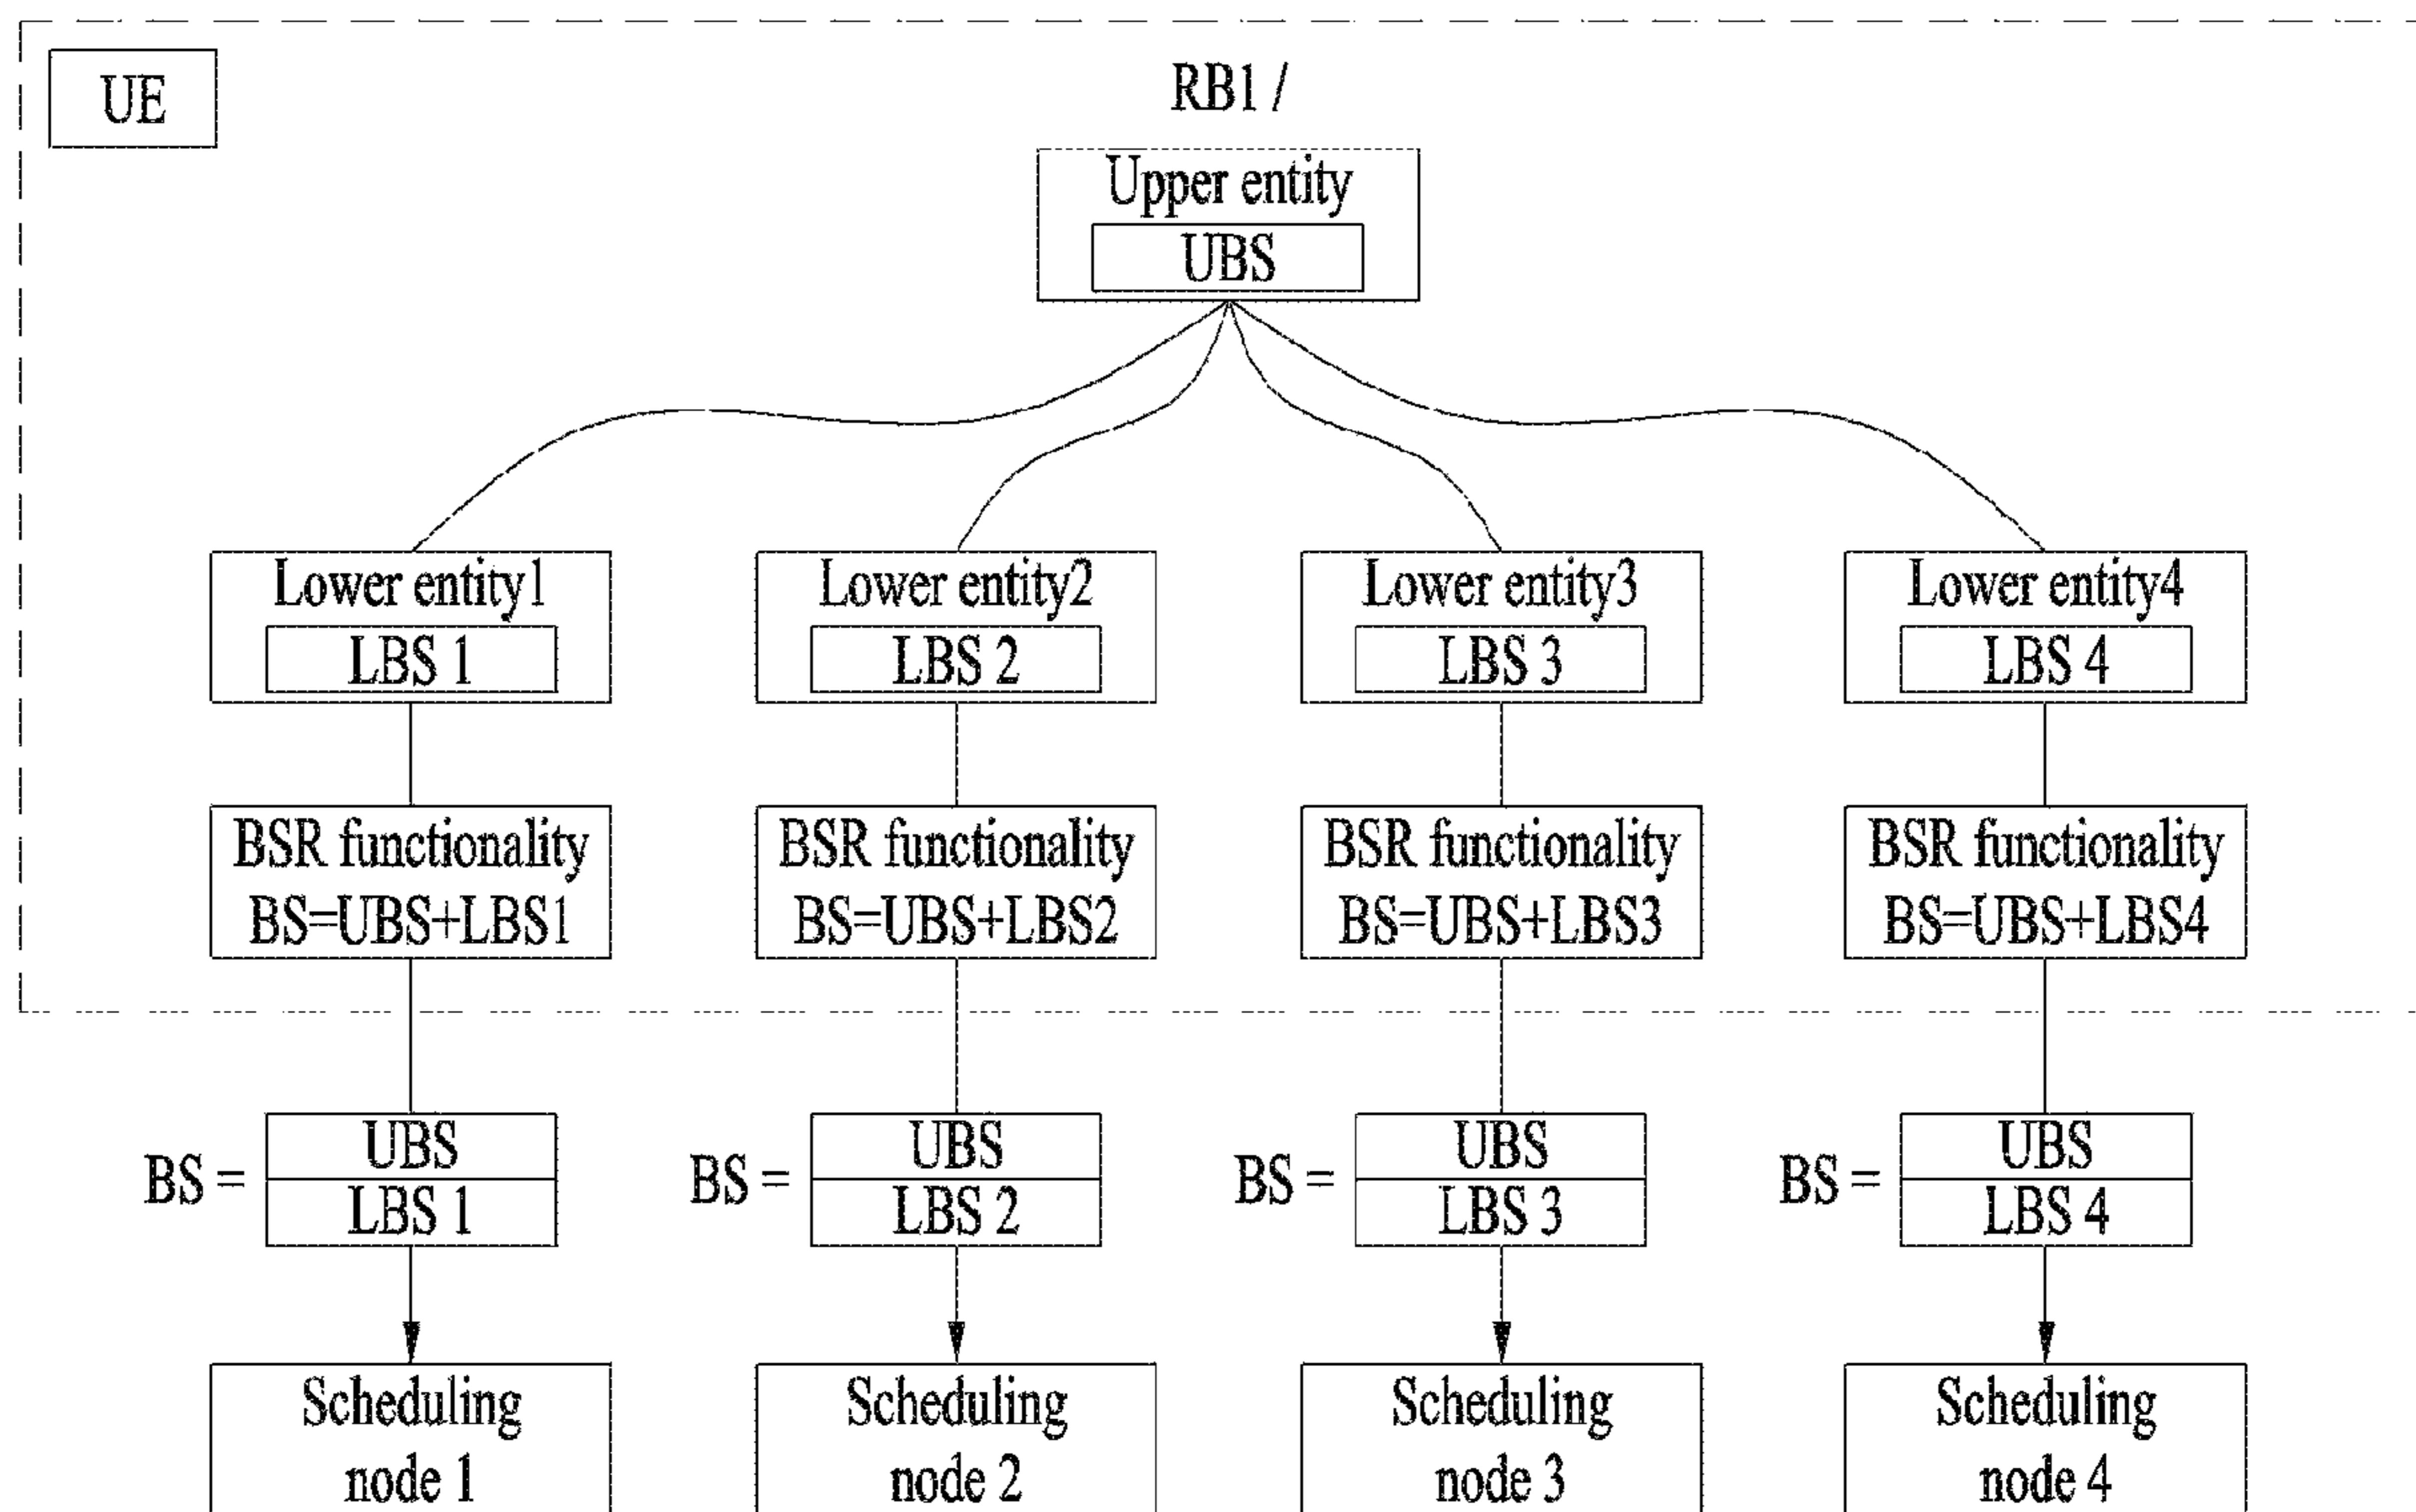 UE
RB1 /
Upper entity
UBS
Lower entity1
LBS 1
Lower entity2
LBS 2
Lower entity3
LBS 3
Lower entity4
LBS 4
BSR functionality
BS=UBS+LBS1
BSR functionality
BS=UBS+LBS2
BSR functionality
BS=UBS+LBS3
BSR functionality
BS=UBS+LBS4
BS =
UBS
LBS 1
BS =
UBS
LBS 2
BS =
UBS
LBS 3
BS =
UBS
LBS 4
Scheduling
node 1
Scheduling
node 2
Scheduling
node 3
Scheduling
node 4